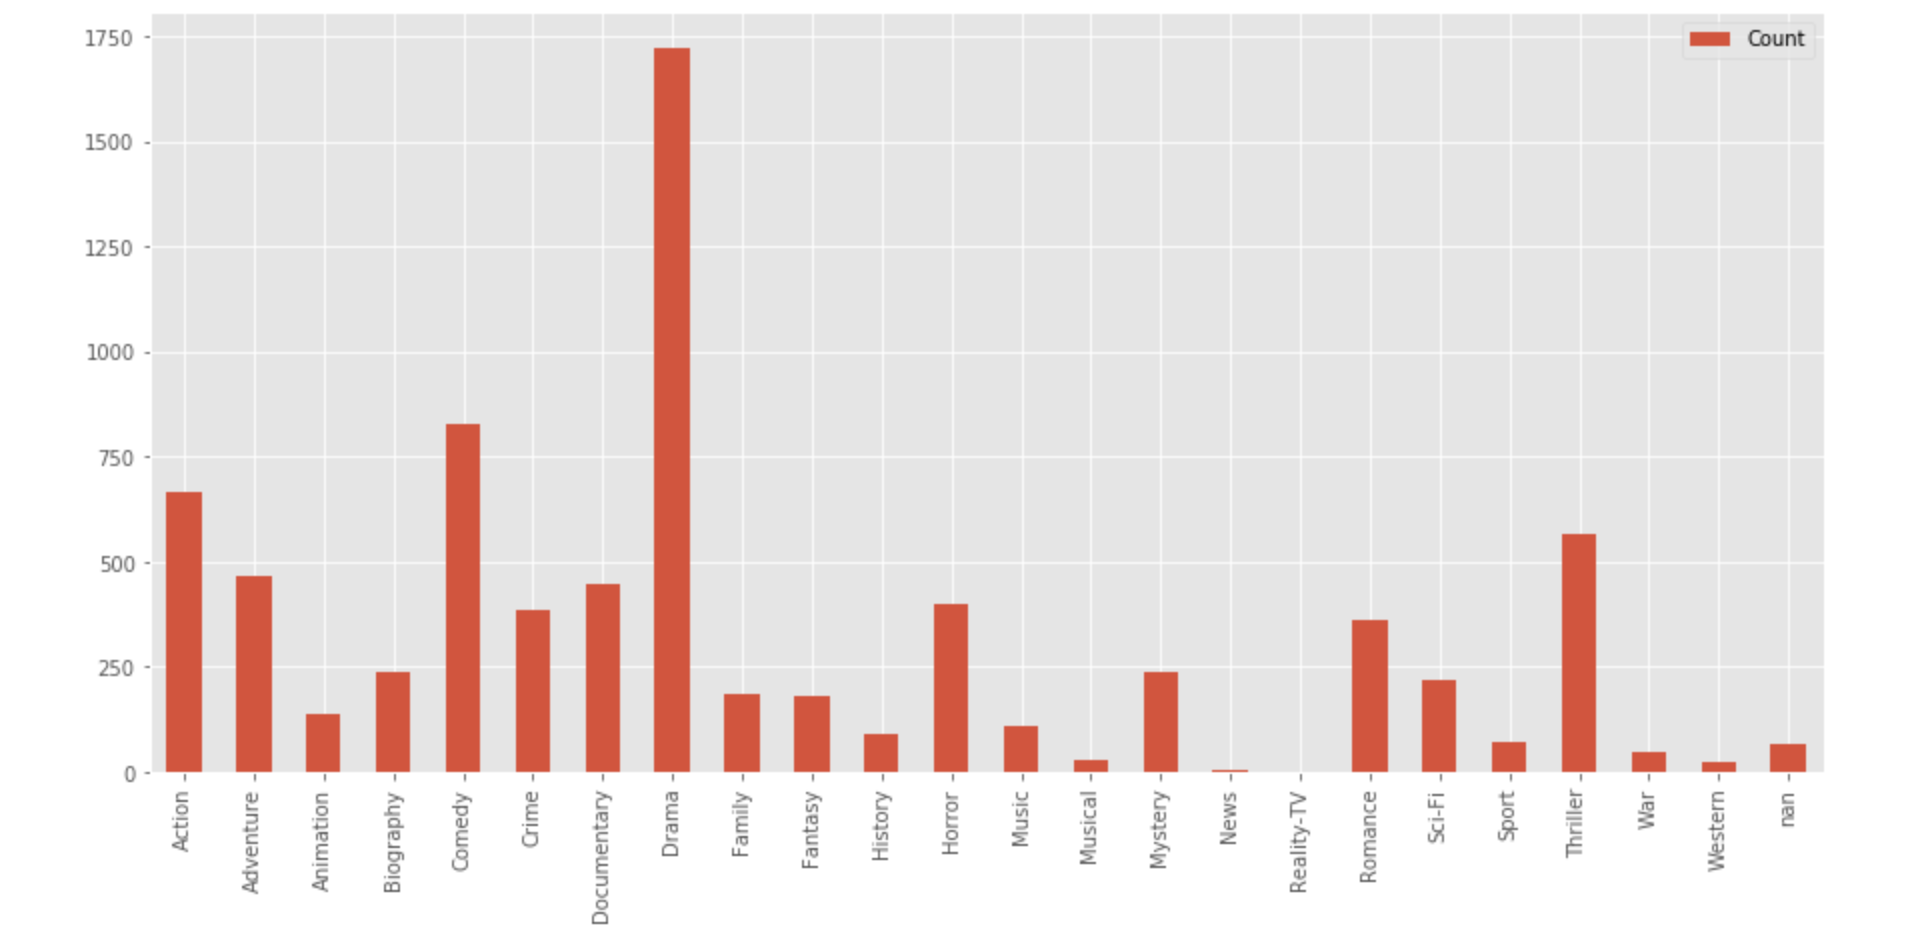 1750
1500
1250
1000
750
500
250
0
Count
Action
Adventure
Animation
Biography
Comedy
Crime
Documentary
Drama
Family
Fantasy
History
Horror
Music
Musical
Mystery
News
Reality-TV
Romance
Sci-Fi
Sport
Thriller
War
Western
nan